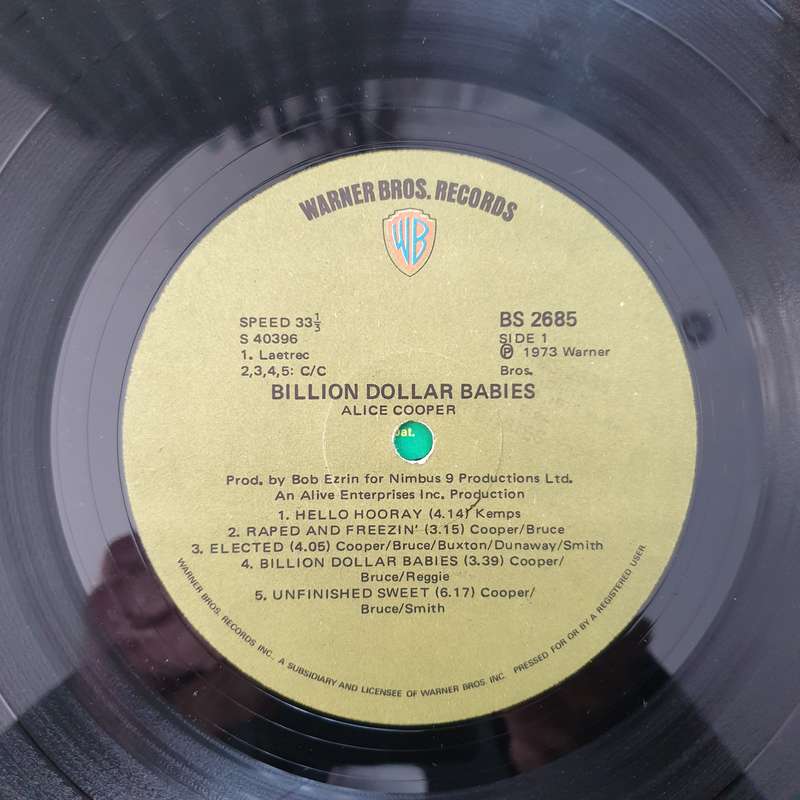 WARNER BROS. RECORDS
WB
SPEED 33⅓
S 40396
1. Laetrec
2,3,4,5: C/C
BS 2685
SIDE 1
Ⓟ 1973 Warner
Bros.
BILLION DOLLAR BABIES
ALICE COOPER
pat.
Prod. by Bob Ezrin for Nimbus 9 Productions Ltd.
An Alive Enterprises Inc. Production
1. HELLO HOORAY (4.14) Kemps
2. RAPED AND FREEZIN' (3.15) Cooper/Bruce
3. ELECTED (4.05) Cooper/Bruce/Buxton/Dunaway/Smith
4. BILLION DOLLAR BABIES (3.39) Cooper/
Bruce/Reggie
5. UNFINISHED SWEET (6.17) Cooper/
Bruce/Smith
WARNER BROS. RECORDS INC. A SUBSIDIARY AND LICENSEE OF WARNER BROS. INC. PRESSED FOR OR BY A REGISTERED USER